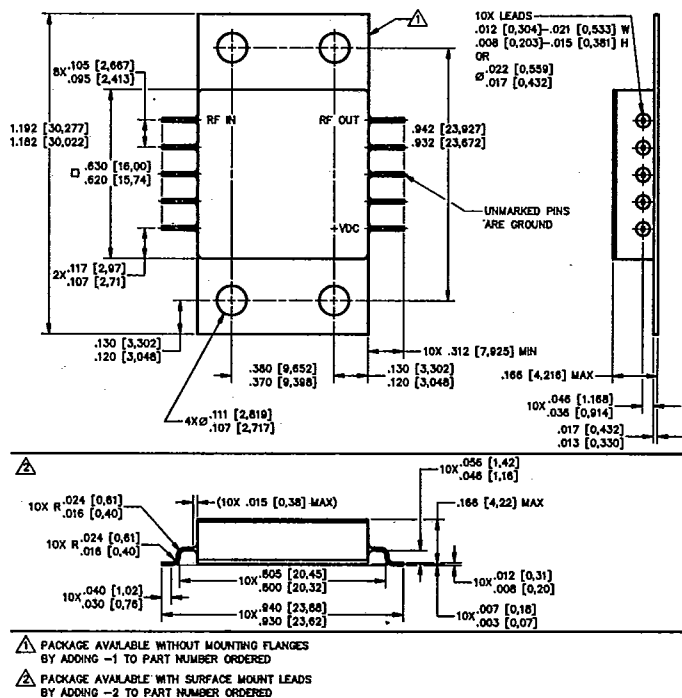 10X LEADS
.012 [0,304]-.021 [0,533] W
.008 [0,203]-.015 [0,381] H
OR
Ø .022 [0,559]
.017 [0,432]
1
8X .105 [2,667]
.095 [2,413]
1.192 [30,277]
1.182 [30,022]
RF IN
RF OUT
.942 [23,927]
.932 [23,672]
.630 [16,00]
.620 [15,74]
UNMARKED PINS
ARE GROUND
+VDC
2X .117 [2,97]
.107 [2,71]
.130 [3,302]
.120 [3,048]
10X .312 [7,925] MIN
.380 [9,652]
.370 [9,398]
.130 [3,302]
.120 [3,048]
.166 [4,216] MAX
4X Ø .111 [2,819]
.107 [2,717]
10X .046 [1.168]
.036 [0,914]
.017 [0,432]
.013 [0,330]
2
10X .056 [1,42]
.046 [1,16]
10X R .024 [0,61]
.016 [0,40]
(10X .015 [0,38] MAX)
.166 [4,22] MAX
10X R .024 [0,61]
.016 [0,40]
10X .040 [1,02]
.030 [0,76]
10X .805 [20,45]
.800 [20,32]
10X .012 [0,31]
.008 [0,20]
10X .940 [23,88]
.930 [23,62]
10X .007 [0,18]
.003 [0,07]
1 PACKAGE AVAILABLE WITHOUT MOUNTING FLANGES
BY ADDING -1 TO PART NUMBER ORDERED
2 PACKAGE AVAILABLE WITH SURFACE MOUNT LEADS
BY ADDING -2 TO PART NUMBER ORDERED